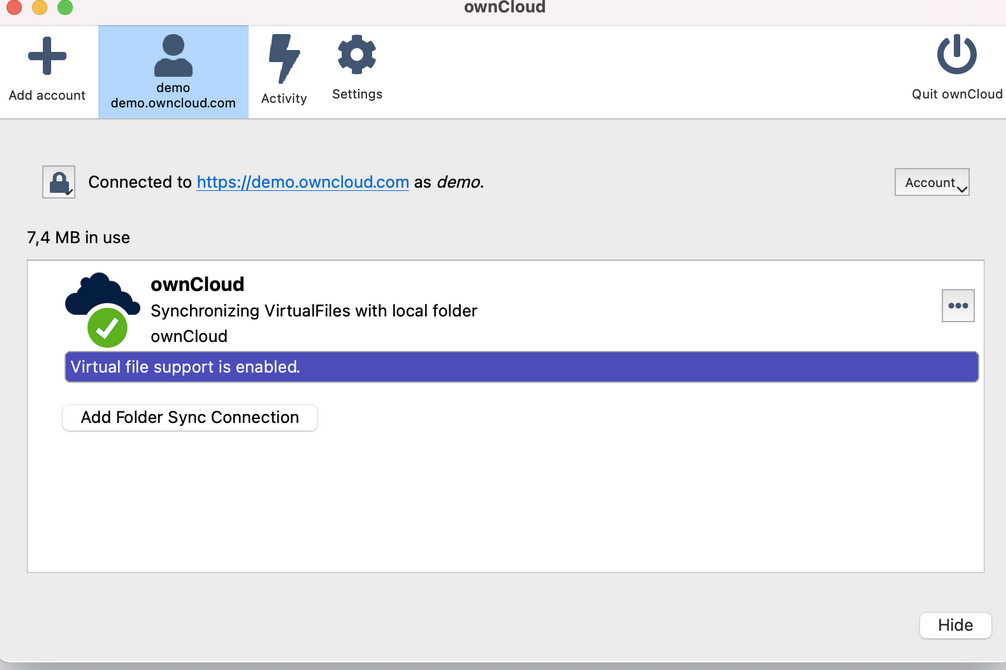 ownCloud
Add account
demo
demo.owncloud.com
Activity
Settings
Quit ownCloud
Connected to https://demo.owncloud.com as demo.
Account
7,4 MB in use
ownCloud
Synchronizing VirtualFiles with local folder
ownCloud
Virtual file support is enabled.
Add Folder Sync Connection
Hide